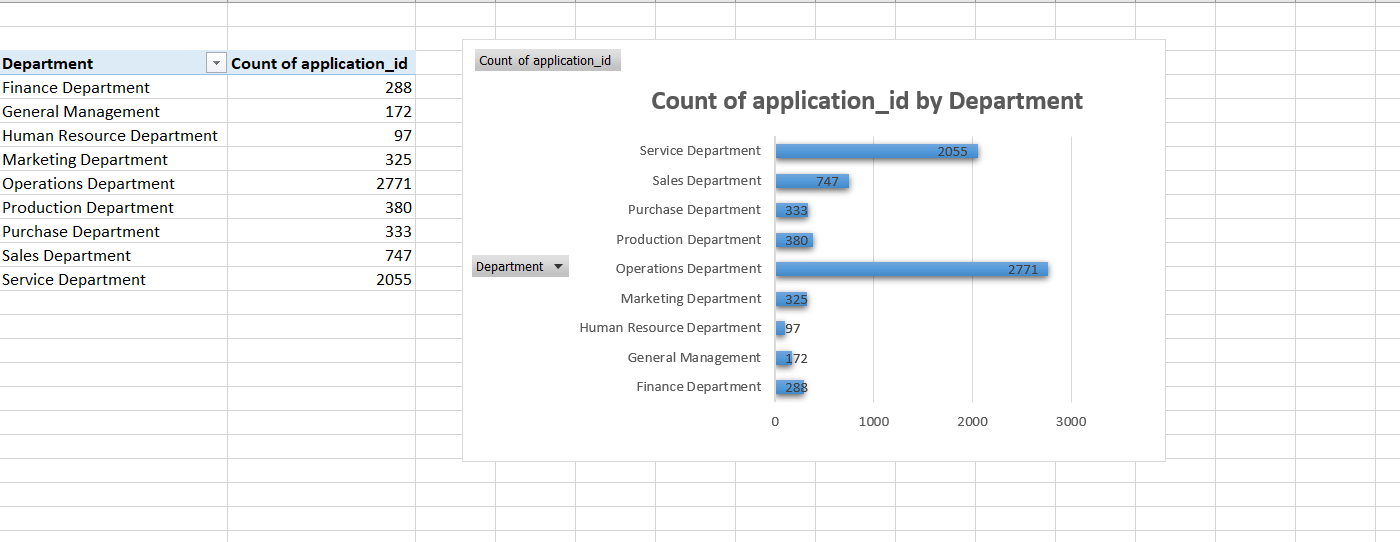 Department Count of application_id
Finance Department 288
General Management 172
Human Resource Department 97
Marketing Department 325
Operations Department 2771
Production Department 380
Purchase Department 333
Sales Department 747
Service Department 2055
Count of application_id
Count of application_id by Department
Service Department 2055
Sales Department 747
Purchase Department 333
Production Department 380
Department
Operations Department 2771
Marketing Department 325
Human Resource Department 97
General Management 172
Finance Department 288
0 1000 2000 3000